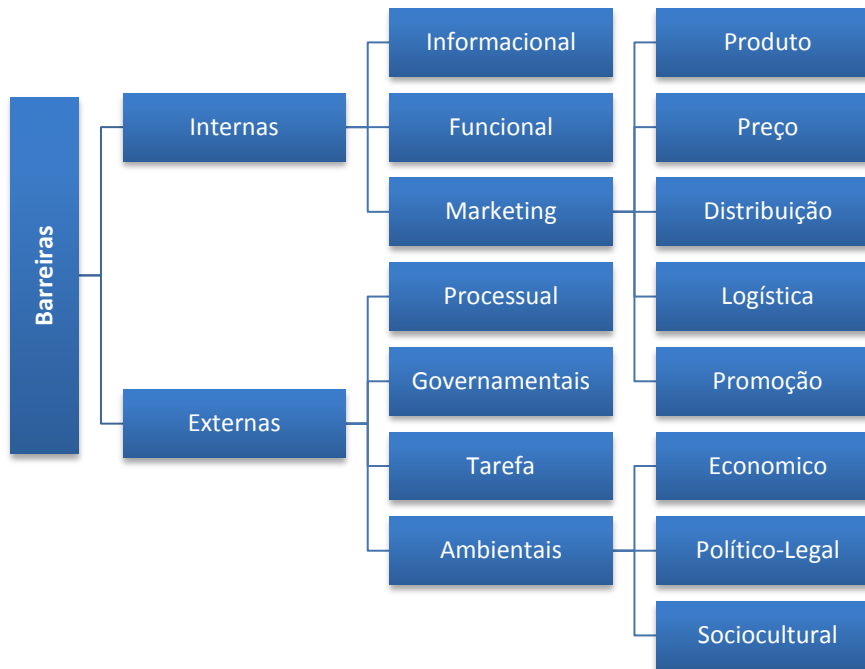 Barreiras
Internas
Informacional
Funcional
Marketing
Produto
Preço
Distribuição
Logística
Promoção
Externas
Processual
Governamentais
Tarefa
Ambientais
Economico
Político-Legal
Sociocultural